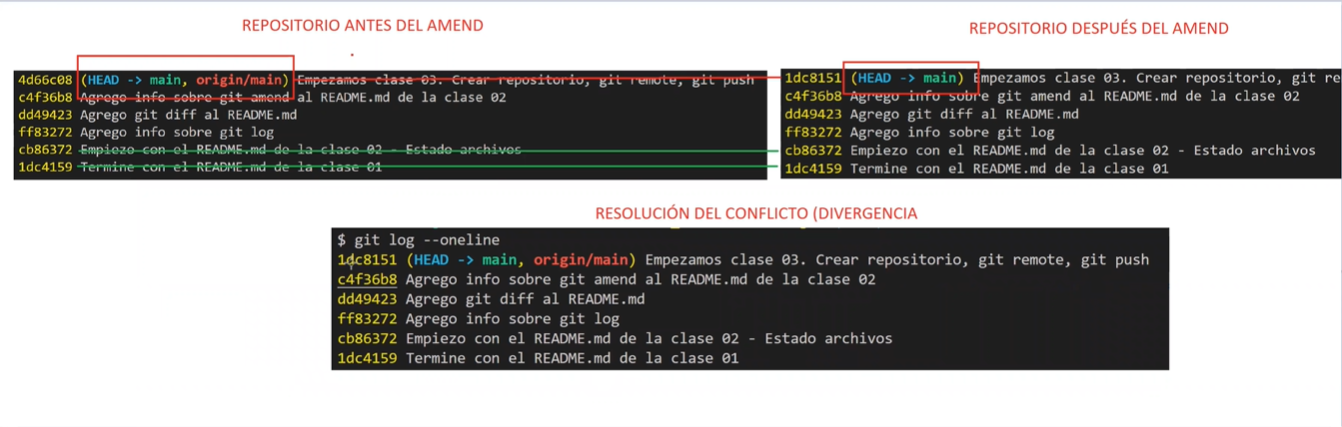 REPOSITORIO ANTES DEL AMEND
4d66c08 (HEAD -> main, origin/main) Empezamos clase 03. Crear repositorio, git remote, git push
c4f36b8 Agrego info sobre git amend al README.md de la clase 02
dd49423 Agrego git diff al README.md
ff83272 Agrego info sobre git log
cb86372 Empiezo con el README.md de la clase 02 - Estado archivos
1dc4159 Termine con el README.md de la clase 01
REPOSITORIO DESPUÉS DEL AMEND
1dc8151 (HEAD -> main) Empezamos clase 03. Crear repositorio, git re
c4f36b8 Agrego info sobre git amend al README.md de la clase 02
dd49423 Agrego git diff al README.md
ff83272 Agrego info sobre git log
cb86372 Empiezo con el README.md de la clase 02 - Estado archivos
1dc4159 Termine con el README.md de la clase 01
RESOLUCIÓN DEL CONFLICTO (DIVERGENCIA
$ git log --oneline
1dc8151 (HEAD -> main, origin/main) Empezamos clase 03. Crear repositorio, git remote, git push
c4f36b8 Agrego info sobre git amend al README.md de la clase 02
dd49423 Agrego git diff al README.md
ff83272 Agrego info sobre git log
cb86372 Empiezo con el README.md de la clase 02 - Estado archivos
1dc4159 Termine con el README.md de la clase 01